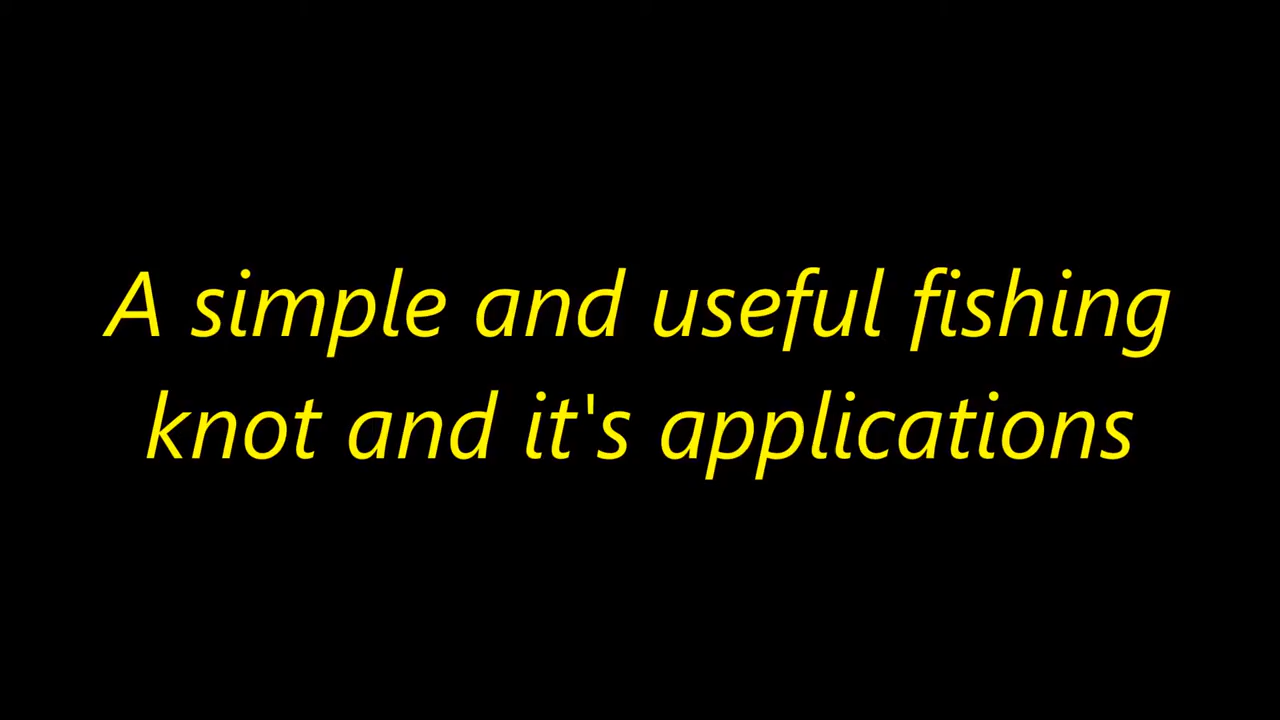 A simple and useful fishing
knot and it's applications